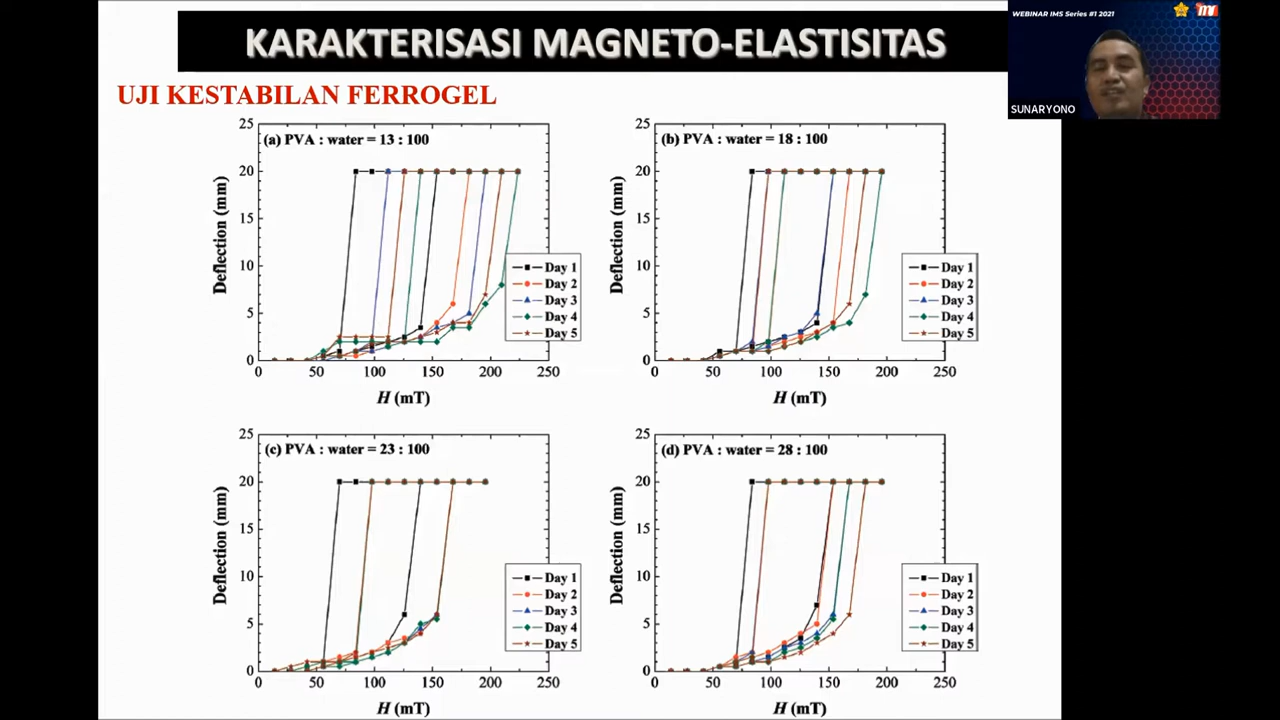 KARAKTERISASI MAGNETO-ELASTISITAS
WEBINAR IMS Series #1 2021
SUNARYONO
UJI KESTABILAN FERROGEL
(a) PVA : water = 13 : 100
Deflection (mm)
25
20
15
10
5
0
0 50 100 150 200 250
H (mT)
Day 1
Day 2
Day 3
Day 4
Day 5
(b) PVA : water = 18 : 100
Deflection (mm)
25
20
15
10
5
0
0 50 100 150 200 250
H (mT)
Day 1
Day 2
Day 3
Day 4
Day 5
(c) PVA : water = 23 : 100
Deflection (mm)
25
20
15
10
5
0
0 50 100 150 200 250
H (mT)
Day 1
Day 2
Day 3
Day 4
Day 5
(d) PVA : water = 28 : 100
Deflection (mm)
25
20
15
10
5
0
0 50 100 150 200 250
H (mT)
Day 1
Day 2
Day 3
Day 4
Day 5